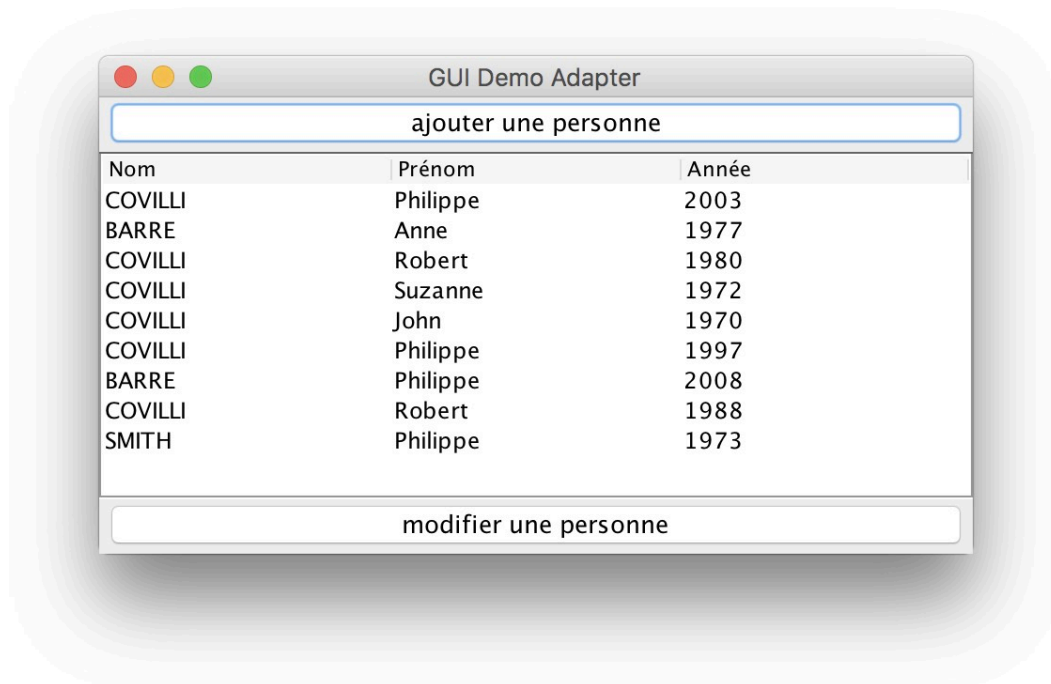 GUI Demo Adapter
ajouter une personne
Nom Prénom Année
COVILLI Philippe 2003
BARRE Anne 1977
COVILLI Robert 1980
COVILLI Suzanne 1972
COVILLI John 1970
COVILLI Philippe 1997
BARRE Philippe 2008
COVILLI Robert 1988
SMITH Philippe 1973
modifier une personne